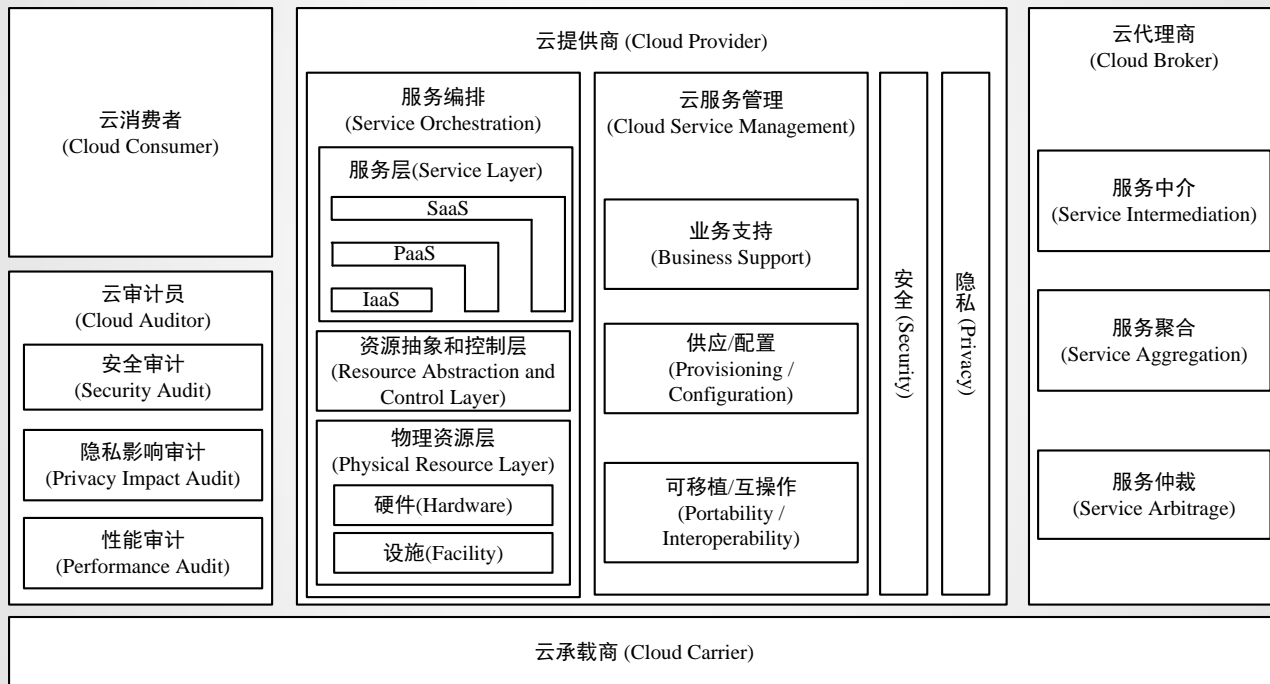 云消费者
(Cloud Consumer)
云审计员
(Cloud Auditor)
安全审计
(Security Audit)
隐私影响审计
(Privacy Impact Audit)
性能审计
(Performance Audit)
云提供商 (Cloud Provider)
服务编排
(Service Orchestration)
服务层(Service Layer)
SaaS
PaaS
IaaS
资源抽象和控制层
(Resource Abstraction and
Control Layer)
物理资源层
(Physical Resource Layer)
硬件(Hardware)
设施(Facility)
云服务管理
(Cloud Service Management)
业务支持
(Business Support)
供应/配置
(Provisioning /
Configuration)
可移植/互操作
(Portability /
Interoperability)
安全 (Security)
隐私 (Privacy)
云代理商
(Cloud Broker)
服务中介
(Service Intermediation)
服务聚合
(Service Aggregation)
服务仲裁
(Service Arbitrage)
云承载商 (Cloud Carrier)